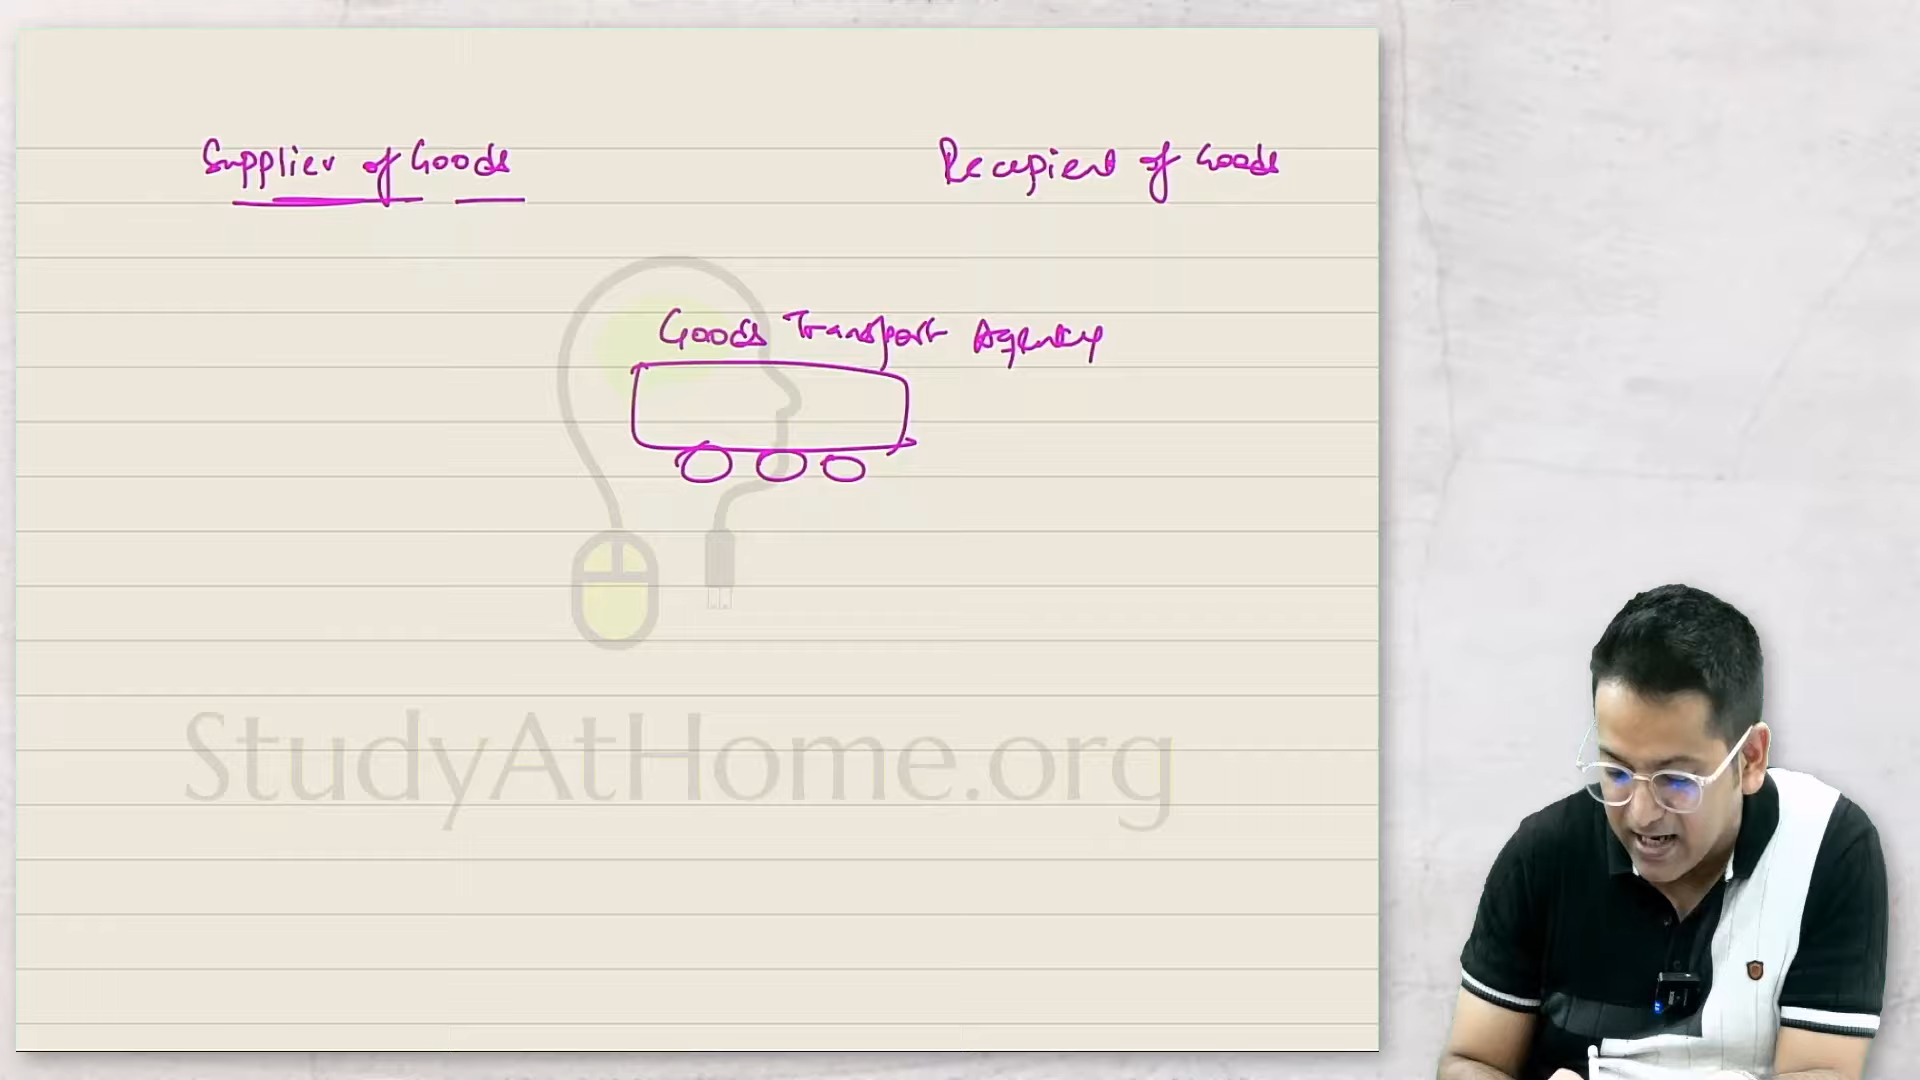 Supplier of Goods
Recepient of Goods
Goods Transport Agency
StudyAtHome.org